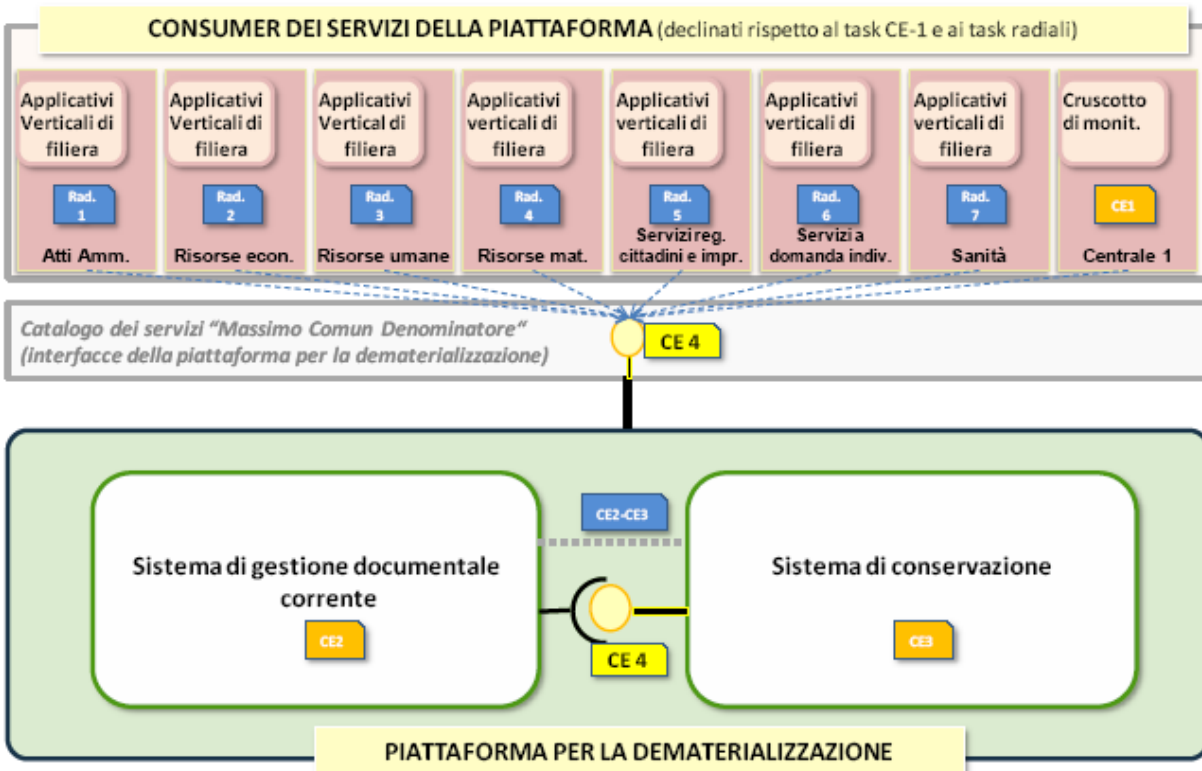 CONSUMER DEI SERVIZI DELLA PIATTAFORMA (declinati rispetto al task CE-1 e ai task radiali)
Applicativi
Verticali di
filiera
Rad.
1
Atti Amm.
Applicativi
Verticali di
filiera
Rad.
2
Risorse econ.
Applicativi
Vertical di
filiera
Rad.
3
Risorse umane
Applicativi
verticali di
filiera
Rad.
4
Risorse mat.
Applicativi
verticali di
filiera
Rad.
5
Servizi reg.
cittadini e impr.
Applicativi
verticali di
filiera
Rad.
6
Servizi a
domanda indiv.
Applicativi
verticali di
filiera
Rad.
7
Sanità
Cruscotto
di monit.
CE1
Centrale 1
Catalogo dei servizi “Massimo Comun Denominatore“
(interfacce della piattaforma per la dematerializzazione)
CE 4
CE2-CE3
Sistema di gestione documentale
corrente
CE2
CE 4
Sistema di conservazione
CE3
PIATTAFORMA PER LA DEMATERIALIZZAZIONE